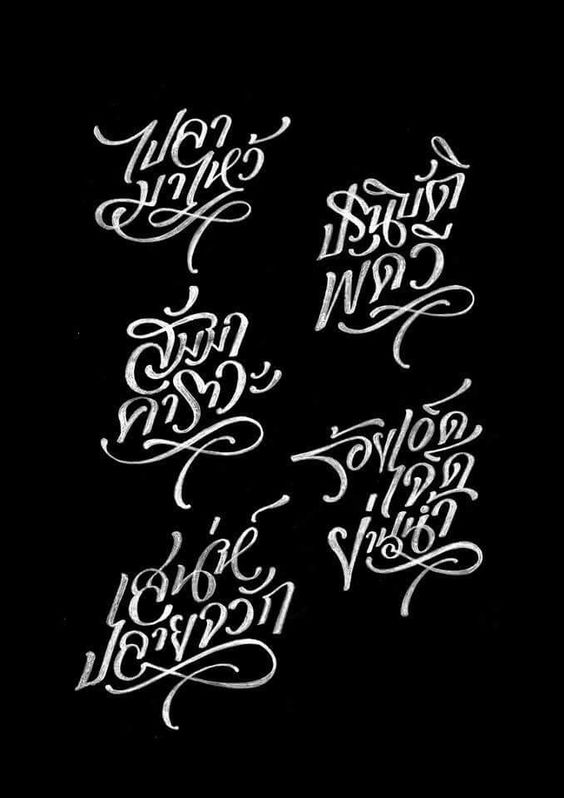 ไปลา
มาไหว้
ปรนนิบัติ
พัดวี
สัมมา
คารวะ
ร้อยเอ็ด
เจ็ด
ย่านน้ำ
เสน่ห์
ปลายจวัก